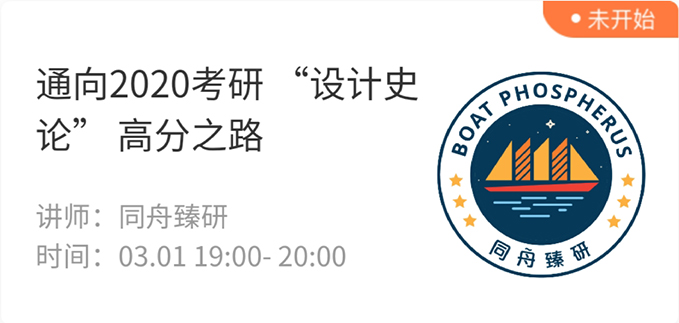 未开始
通向2020考研 “设计史
论” 高分之路
讲师：同舟臻研
时间：03.01 19:00- 20:00
BOAT PHOSPHERUS
同舟臻研